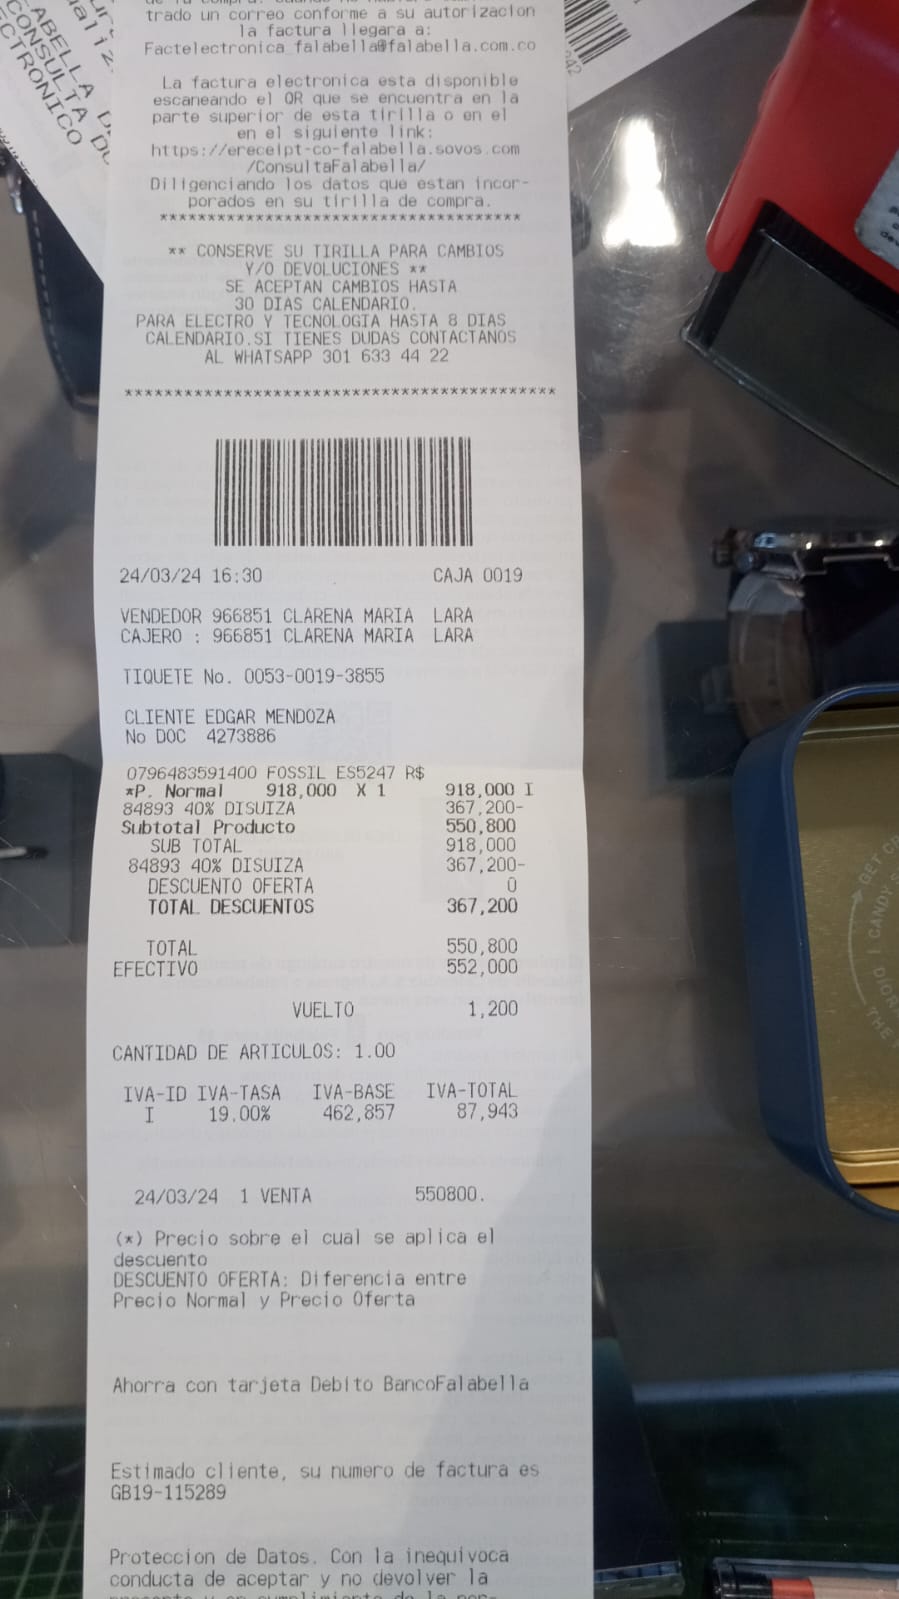 trado un correo conforme a su autorizacion
la factura llegara a:
Factelectronica_falabella@falabella.com.co
La factura electronica esta disponible
escaneando el QR que se encuentra en la
parte superior de esta tirilla o en el
en el siguiente link:
https://ereceipt-co-falabella.sovos.com
/ConsultaFalabella/
Diligenciando los datos que estan incor-
porados en su tirilla de compra.
**************************************
** CONSERVE SU TIRILLA PARA CAMBIOS
Y/O DEVOLUCIONES **
SE ACEPTAN CAMBIOS HASTA
30 DIAS CALENDARIO.
PARA ELECTRO Y TECNOLOGIA HASTA 8 DIAS
CALENDARIO.SI TIENES DUDAS CONTACTANOS
AL WHATSAPP 301 633 44 22
********************************************
24/03/24 16:30 CAJA 0019
VENDEDOR 966851 CLARENA MARIA LARA
CAJERO : 966851 CLARENA MARIA LARA
TIQUETE No. 0053-0019-3855
CLIENTE EDGAR MENDOZA
No DOC 4273886
0796483591400 FOSSIL ES5247 R$
*P. Normal 918,000 X 1 918,000 I
84893 40% DISUIZA 367,200-
Subtotal Producto 550,800
SUB TOTAL 918,000
84893 40% DISUIZA 367,200-
DESCUENTO OFERTA 0
TOTAL DESCUENTOS 367,200
TOTAL 550,800
EFECTIVO 552,000
VUELTO 1,200
CANTIDAD DE ARTICULOS: 1.00
IVA-ID IVA-TASA IVA-BASE IVA-TOTAL
I 19.00% 462,857 87,943
24/03/24 1 VENTA 550800.
(*) Precio sobre el cual se aplica el
descuento
DESCUENTO OFERTA: Diferencia entre
Precio Normal y Precio Oferta
Ahorra con tarjeta Debito BancoFalabella
Estimado cliente, su numero de factura es
GB19-115289
Proteccion de Datos. Con la inequivoca
conducta de aceptar y no devolver la
ABELLA
CONSULTA
ECTRONICO
GET
CANDY
THE